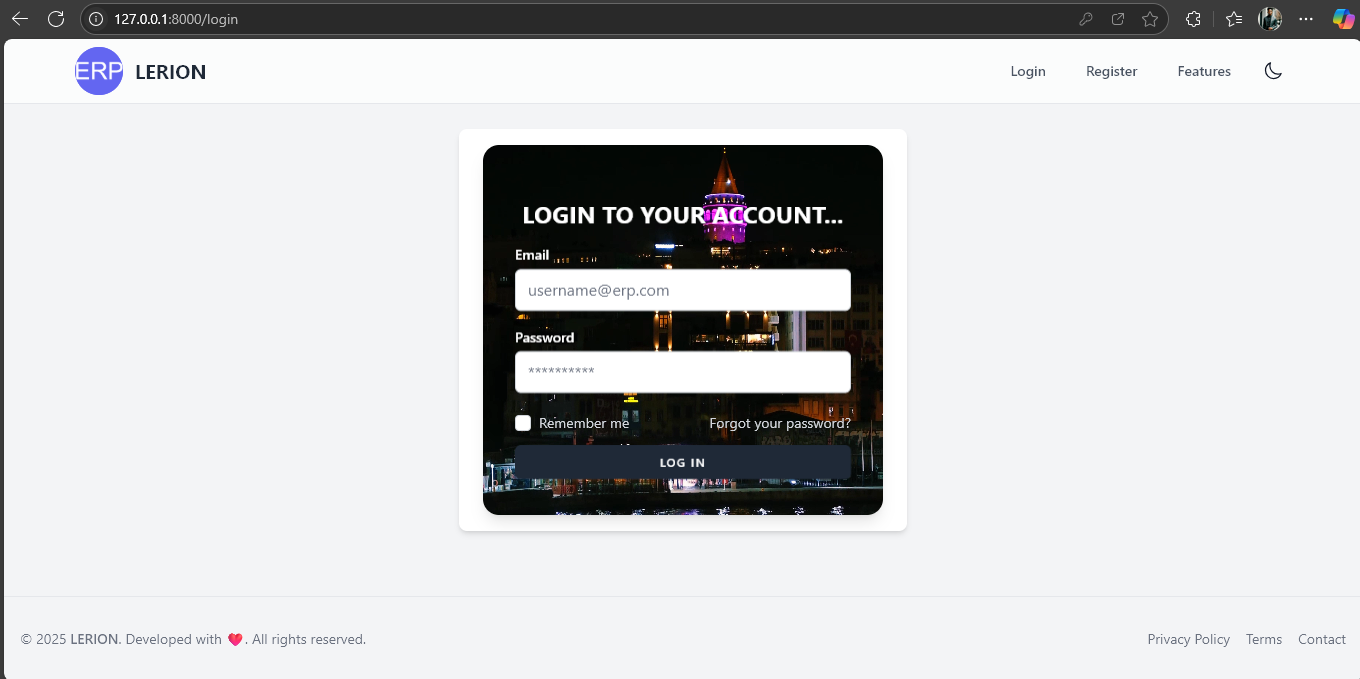 127.0.0.1:8000/login
ERP LERION
Login Register Features
LOGIN TO YOUR ACCOUNT...
Email
username@erp.com
Password
**********
Remember me Forgot your password?
LOG IN
© 2025 LERION. Developed with ❤️. All rights reserved.
Privacy Policy Terms Contact